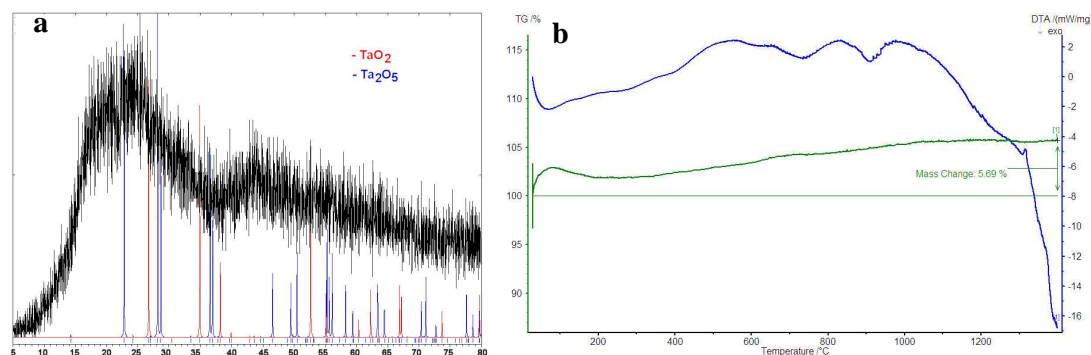 a
- TaO2
- Ta2O5
5 10 15 20 25 30 35 40 45 50 55 60 65 70 75 80
b
TG /%
DTA /(mW/mg)
exo
115
110
105
100
95
90
2
0
-2
-4
-6
-8
-10
-12
-14
-16
[1]
Mass Change: 5.69 %
200 400 600 800 1000 1200
Temperature /°C